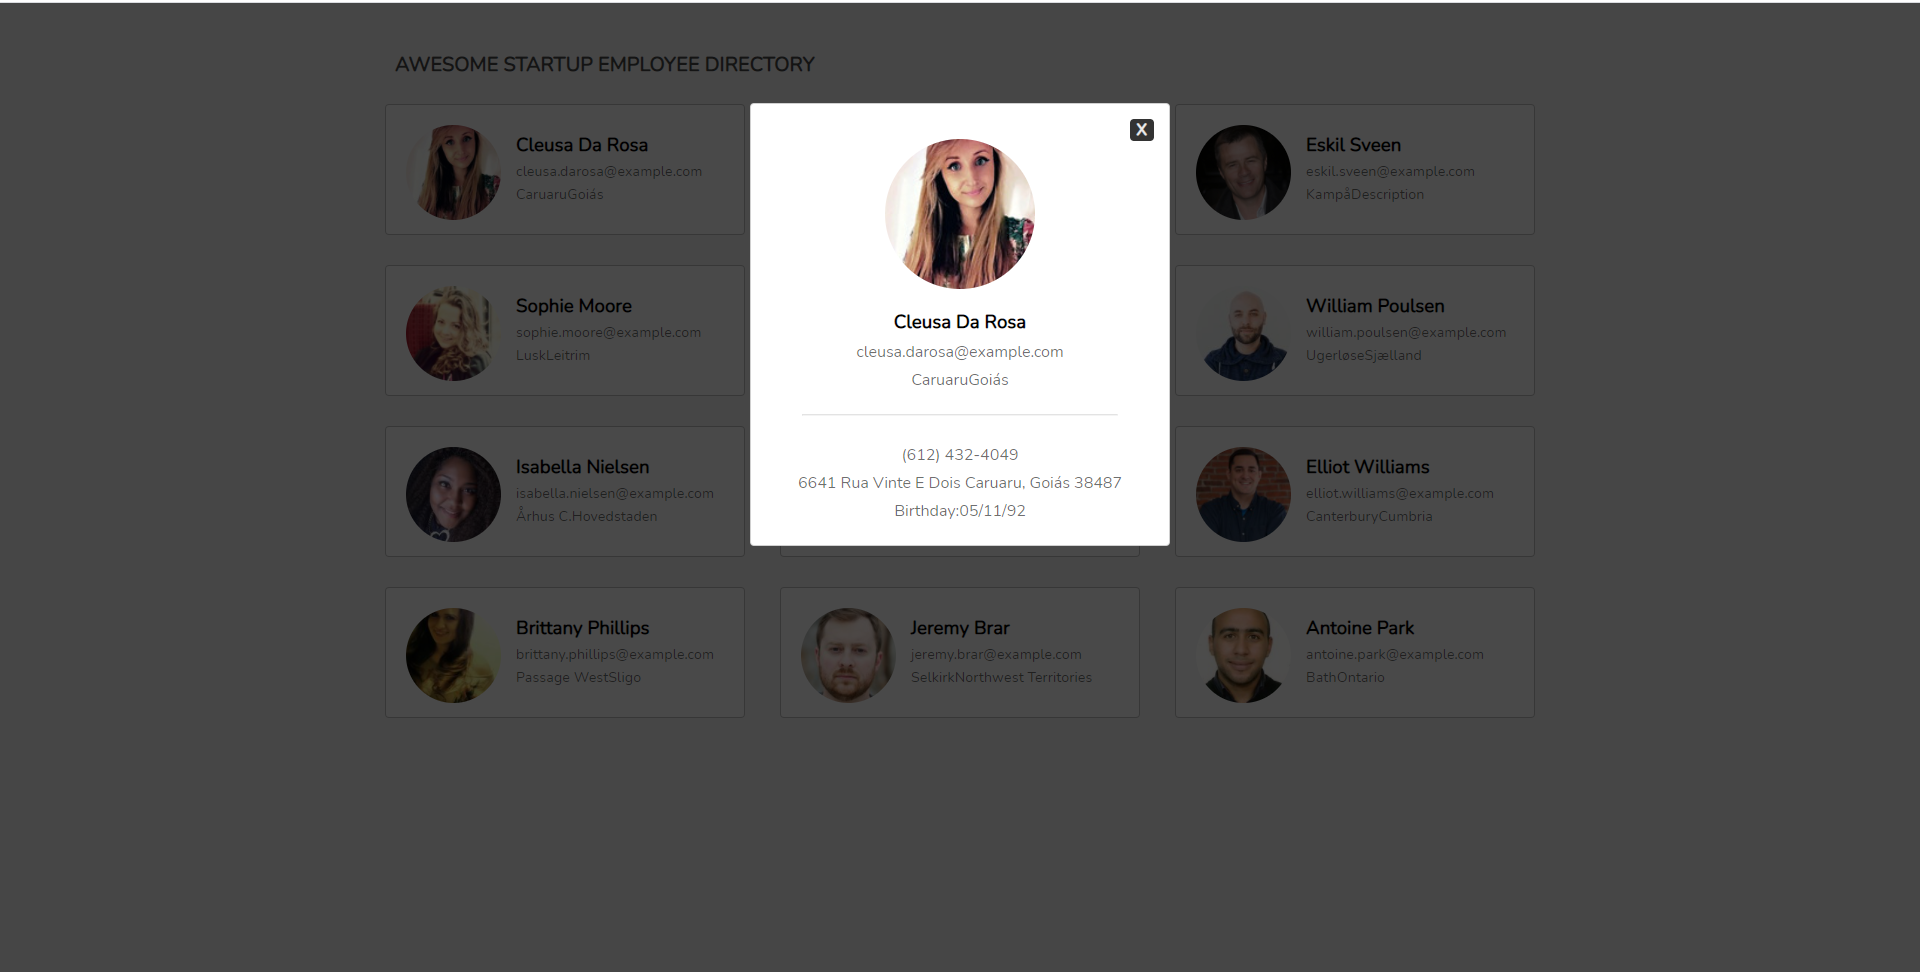 AWESOME STARTUP EMPLOYEE DIRECTORY
Cleusa Da Rosa
cleusa.darosa@example.com
CaruaruGoiás
X
Cleusa Da Rosa
cleusa.darosa@example.com
CaruaruGoiás
(612) 432-4049
6641 Rua Vinte E Dois Caruaru, Goiás 38487
Birthday:05/11/92
Eskil Sveen
eskil.sveen@example.com
KampåDescription
Sophie Moore
sophie.moore@example.com
LuskLeitrim
William Poulsen
william.poulsen@example.com
UgerløseSjælland
Isabella Nielsen
isabella.nielsen@example.com
Århus C.Hovedstaden
Elliot Williams
elliot.williams@example.com
CanterburyCumbria
Brittany Phillips
brittany.phillips@example.com
Passage WestSligo
Jeremy Brar
jeremy.brar@example.com
SelkirkNorthwest Territories
Antoine Park
antoine.park@example.com
BathOntario